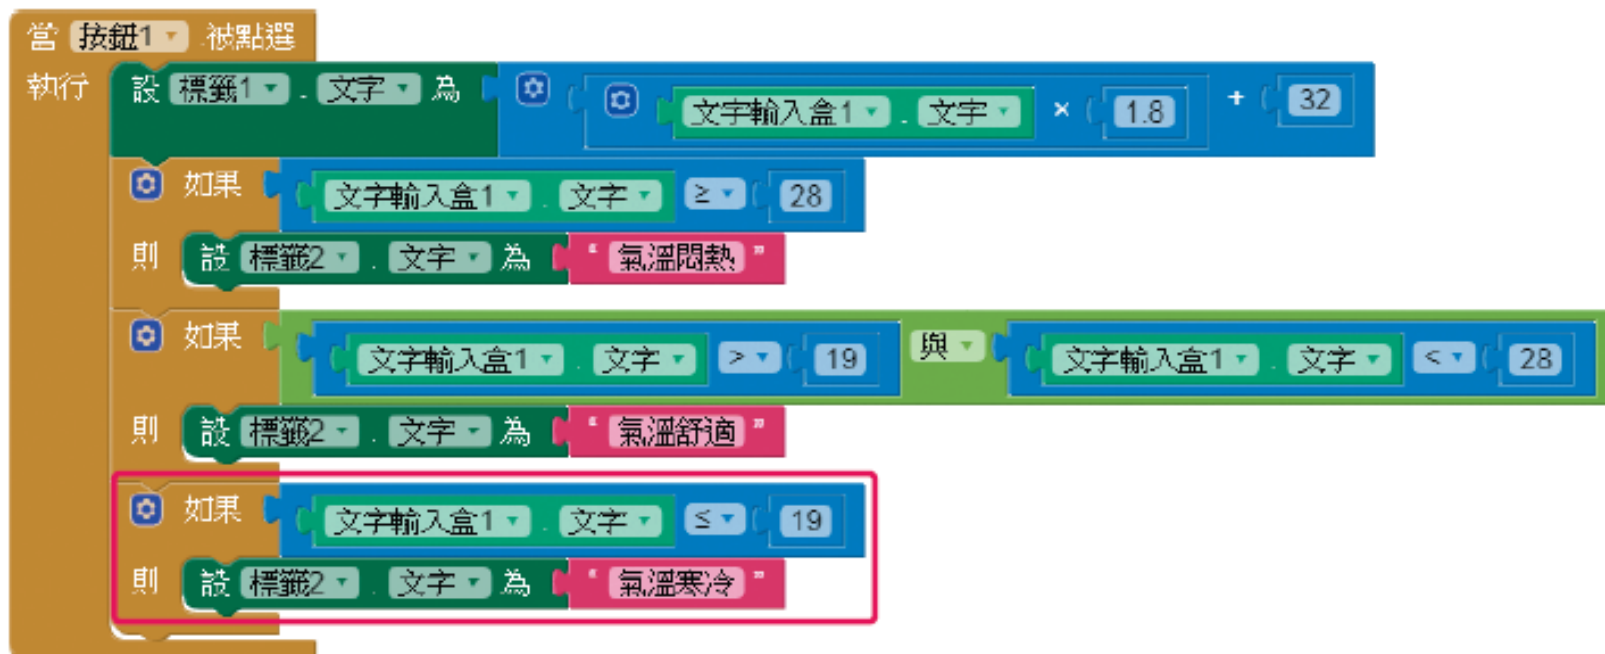 當 按鈕1 .被點選
執行 設 標籤1 . 文字 為 文字輸入盒1 . 文字 × 1.8 + 32
如果 文字輸入盒1 . 文字 ≥ 28
則 設 標籤2 . 文字 為 “ 氣溫悶熱 ”
如果 文字輸入盒1 . 文字 > 19 與 文字輸入盒1 . 文字 < 28
則 設 標籤2 . 文字 為 “ 氣溫舒適 ”
如果 文字輸入盒1 . 文字 ≤ 19
則 設 標籤2 . 文字 為 “ 氣溫寒冷 ”